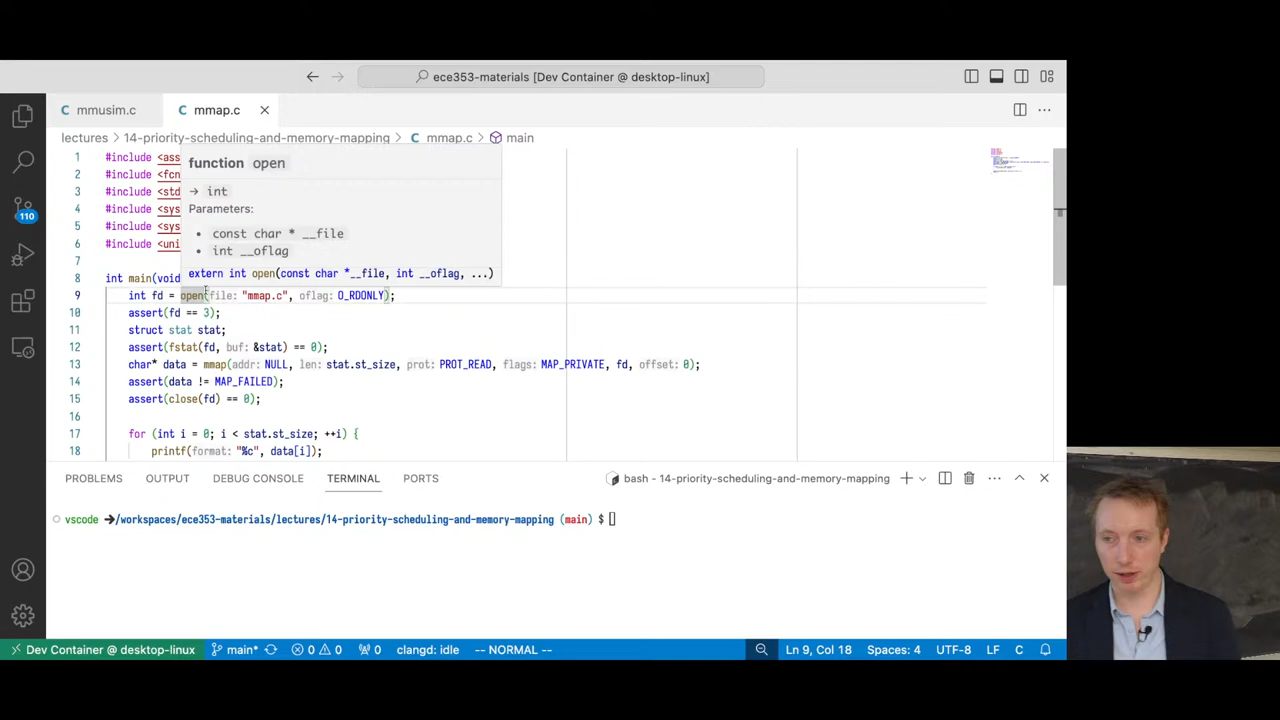 ece353-materials [Dev Container @ desktop-linux]
mmusim.c
mmap.c
lectures > 14-priority-scheduling-and-memory-mapping > C mmap.c > main
1 #include <ass
2 #include <fcn
3 #include <std
4 #include <sys
5 #include <sys
6 #include <uni
7
8 int main(void
function open
→ int
Parameters:
• const char * __file
• int __oflag
extern int open(const char *__file, int __oflag, ...)
9 int fd = open(file: "mmap.c", oflag: O_RDONLY);
10 assert(fd == 3);
11 struct stat stat;
12 assert(fstat(fd, buf: &stat) == 0);
13 char* data = mmap(addr: NULL, len: stat.st_size, prot: PROT_READ, flags: MAP_PRIVATE, fd, offset: 0);
14 assert(data != MAP_FAILED);
15 assert(close(fd) == 0);
16
17 for (int i = 0; i < stat.st_size; ++i) {
18 printf(format: "%c", data[i]);
110
PROBLEMS OUTPUT DEBUG CONSOLE TERMINAL PORTS
bash - 14-priority-scheduling-and-memory-mapping
vscode ➔/workspaces/ece353-materials/lectures/14-priority-scheduling-and-memory-mapping (main) $
Dev Container @ desktop-linux main* 0 0 0 clangd: idle -- NORMAL -- Ln 9, Col 18 Spaces: 4 UTF-8 LF C